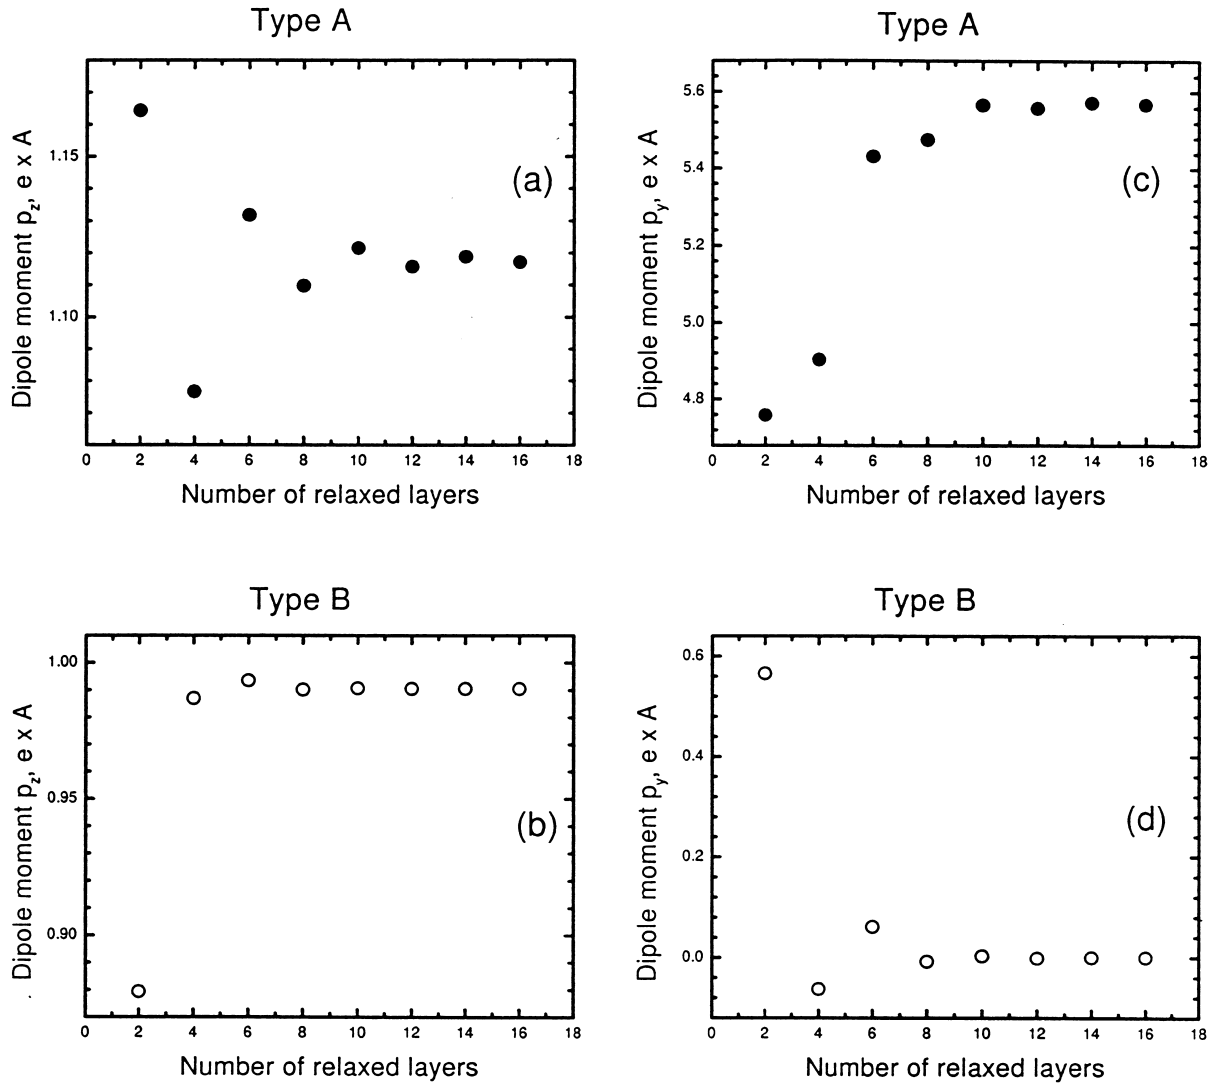 Type A
Dipole moment p_z, e x A
1.15
1.10
(a)
0 2 4 6 8 10 12 14 16 18
Number of relaxed layers
Type A
Dipole moment p_y, e x A
5.6
5.4
5.2
5.0
4.8
(c)
0 2 4 6 8 10 12 14 16 18
Number of relaxed layers
Type B
Dipole moment p_z, e x A
1.00
0.95
0.90
(b)
0 2 4 6 8 10 12 14 16 18
Number of relaxed layers
Type B
Dipole moment p_y, e x A
0.6
0.4
0.2
0.0
(d)
0 2 4 6 8 10 12 14 16 18
Number of relaxed layers